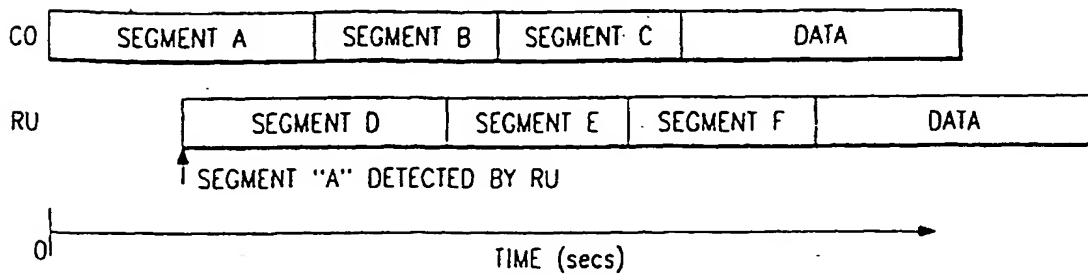 CO SEGMENT A SEGMENT B SEGMENT C DATA
RU SEGMENT D SEGMENT E SEGMENT F DATA
SEGMENT "A" DETECTED BY RU
0
TIME (secs)